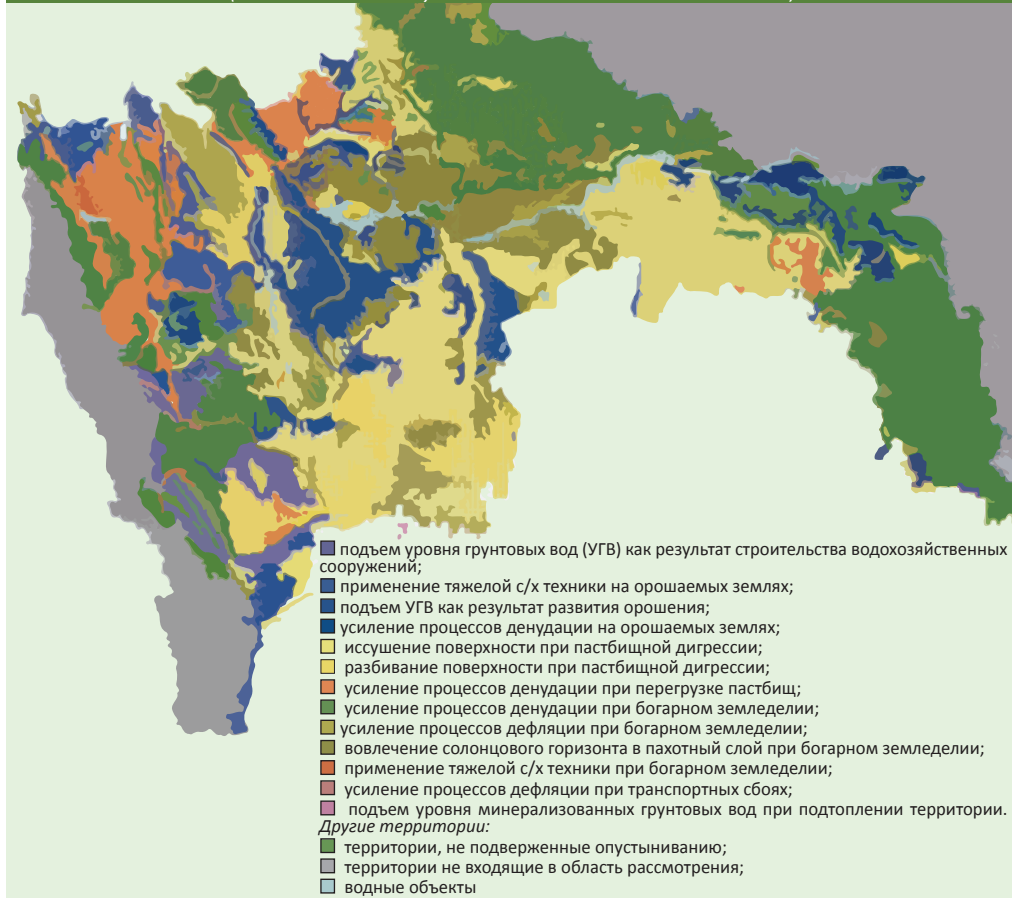 подъем уровня грунтовых вод (УГВ) как результат строительства водохозяйственных
сооружений;
применение тяжелой с/х техники на орошаемых землях;
подъем УГВ как результат развития орошения;
усиление процессов денудации на орошаемых землях;
иссушение поверхности при пастбищной дигрессии;
разбивание поверхности при пастбищной дигрессии;
усиление процессов денудации при перегрузке пастбищ;
усиление процессов денудации при богарном земледелии;
усиление процессов дефляции при богарном земледелии;
вовлечение солонцового горизонта в пахотный слой при богарном земледелии;
применение тяжелой с/х техники при богарном земледелии;
усиление процессов дефляции при транспортных сбоях;
подъем уровня минерализованных грунтовых вод при подтоплении территории.
Другие территории:
территории, не подверженные опустыниванию;
территории не входящие в область рассмотрения;
водные объекты